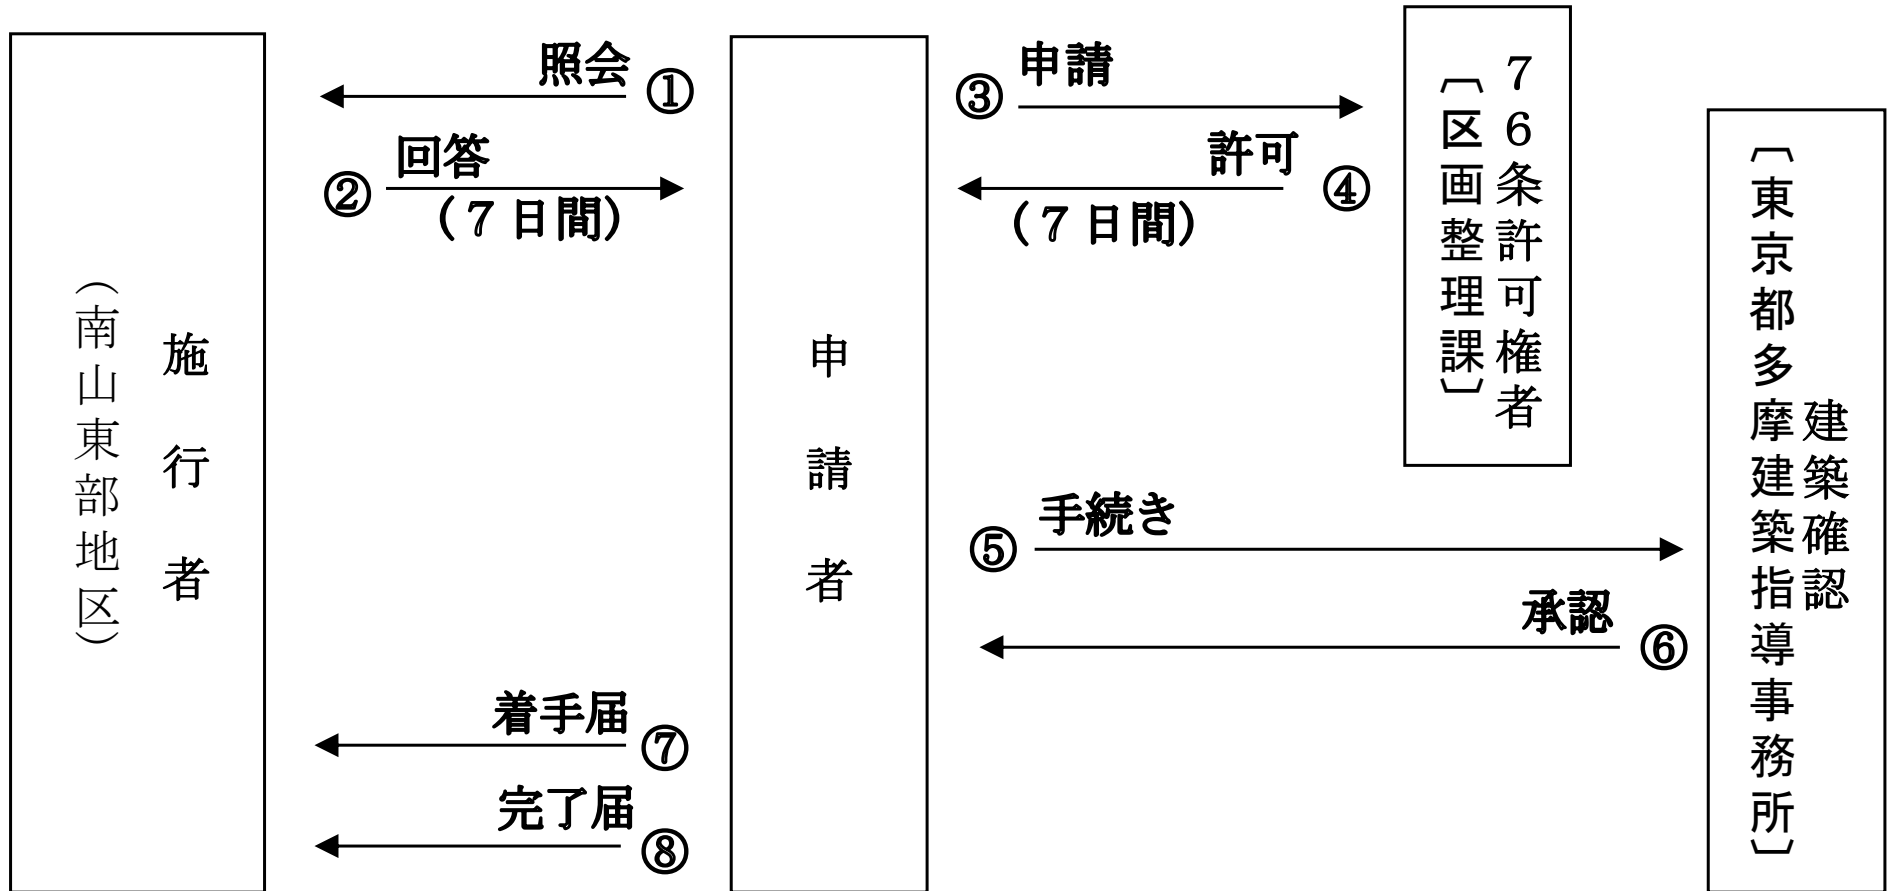 施行者
（南山東部地区）
照会
①
②
回答
（７日間）
着手届
⑦
完了届
⑧
申請者
③
申請
許可
④
（７日間）
７６条許可権者
〔区画整理課〕
⑤
手続き
承認
⑥
建築確認
〔東京都多摩建築指導事務所〕